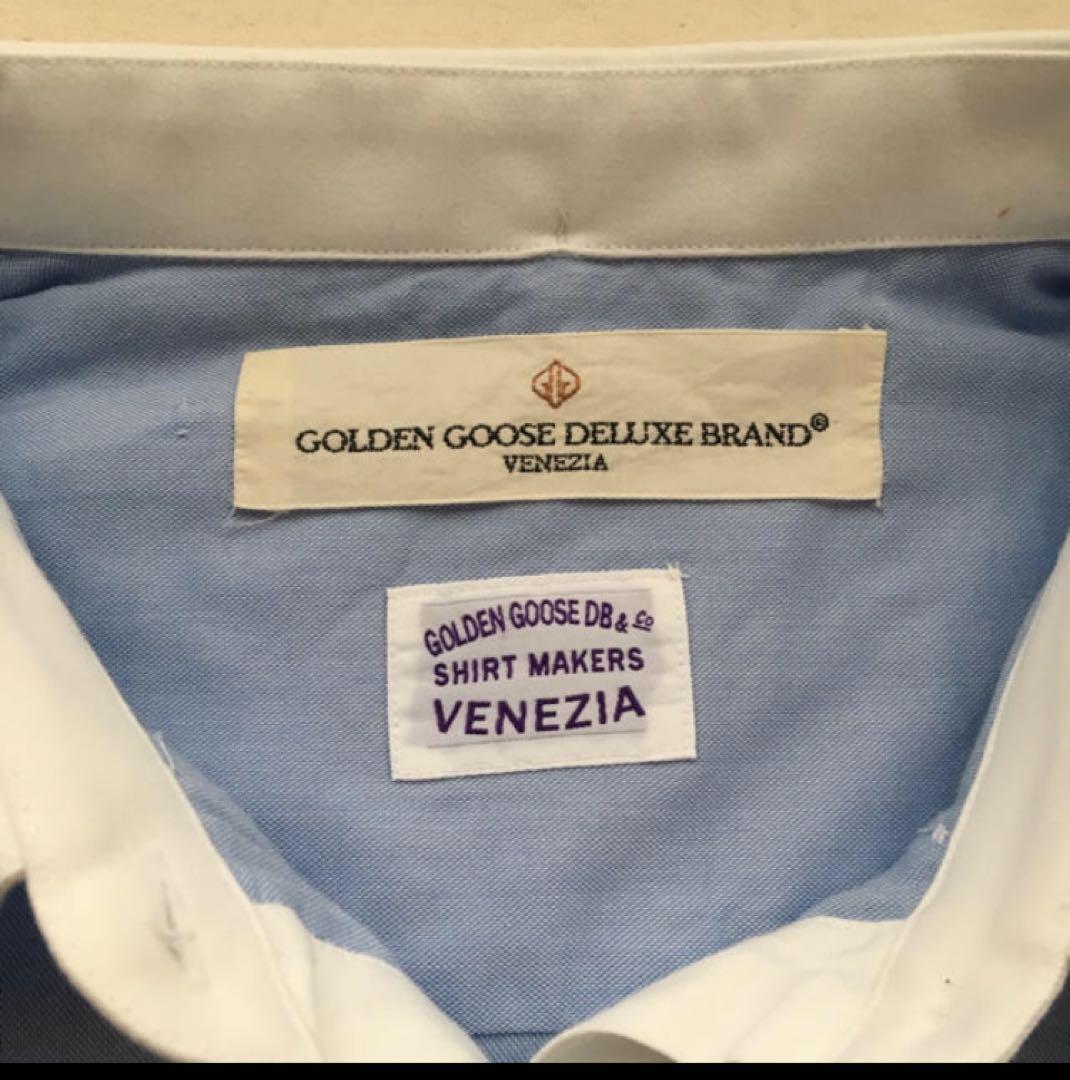 GOLDEN GOOSE DELUXE BRAND®
VENEZIA
GOLDEN GOOSE DB & Co
SHIRT MAKERS
VENEZIA